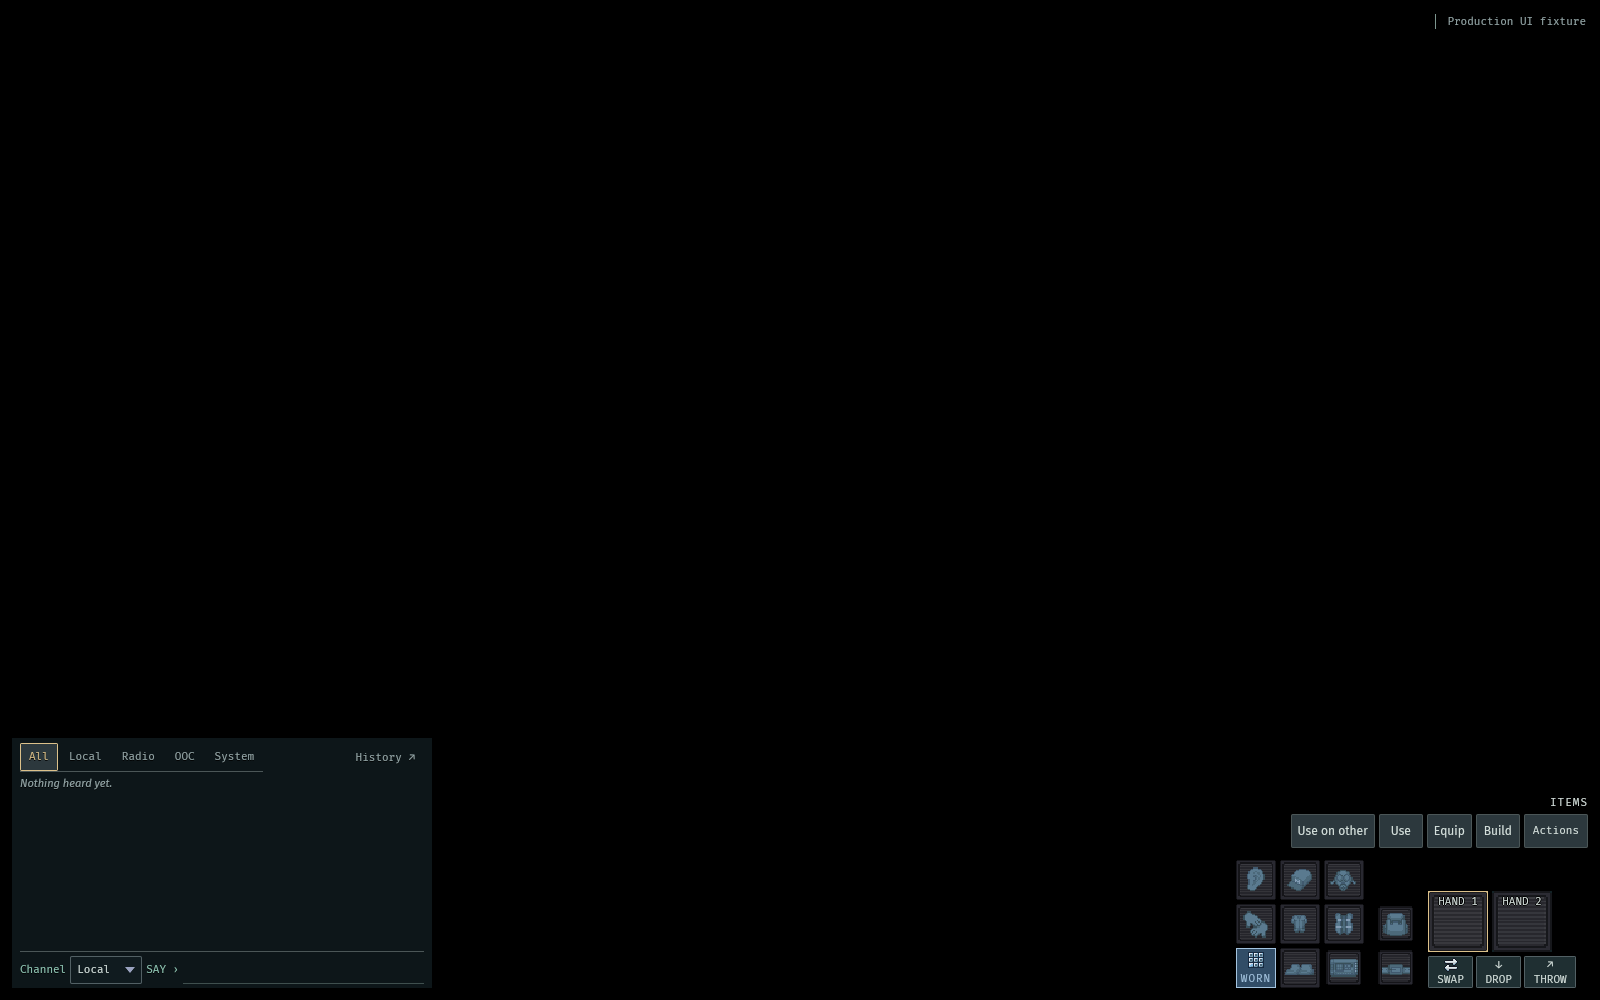 Production UI fixture
All Local Radio OOC System History ↗
Nothing heard yet.
Channel Local SAY ›
ITEMS
Use on other Use Equip Build Actions
HAND 1 HAND 2
WORN SWAP DROP THROW